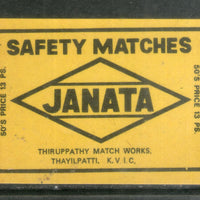 SAFETY MATCHES
JANATA
THIRUPPATHY MATCH WORKS,
THAYILPATTI, K.V.I.C,
50'S PRICE 13 PS.
50'S PRICE 13 PS.